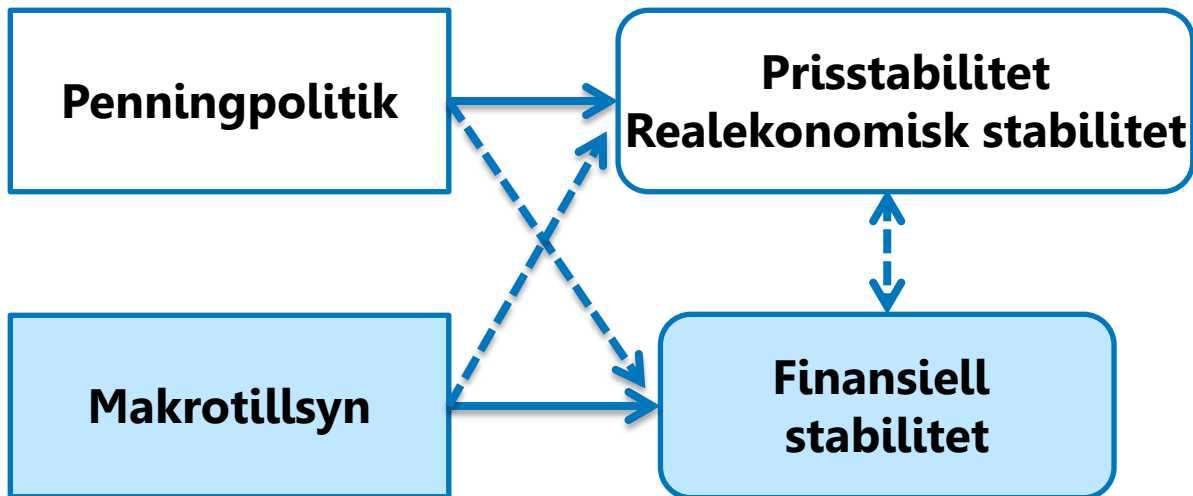 Penningpolitik
Prisstabilitet
Realekonomisk stabilitet
Makrotillsyn
Finansiell
stabilitet